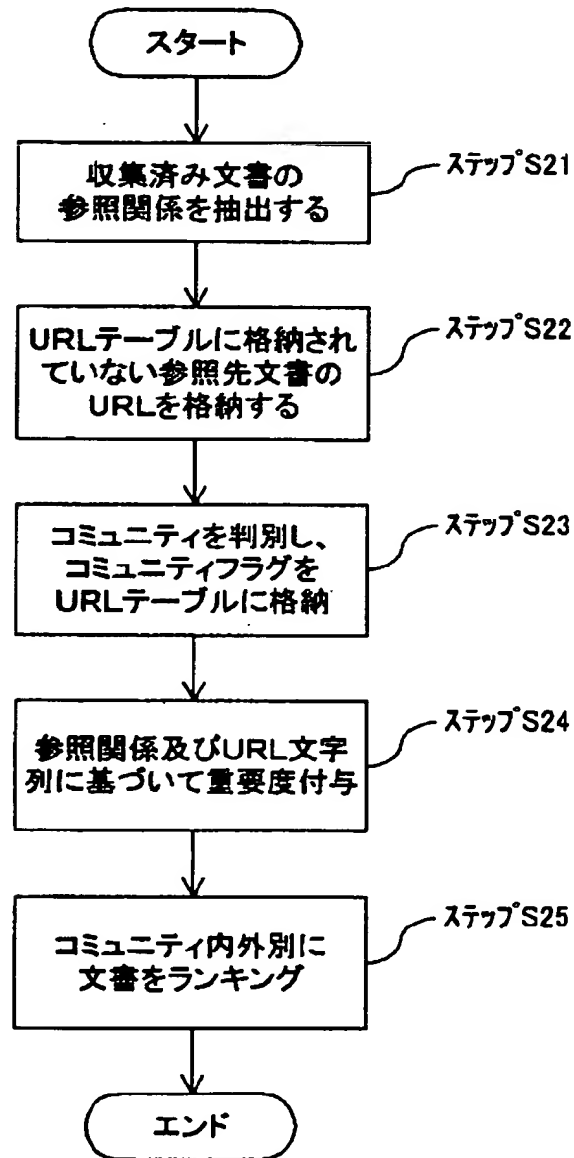 スタート
収集済み文書の
参照関係を抽出する
ステップS21
URLテーブルに格納され
ていない参照先文書の
URLを格納する
ステップS22
コミュニティを判別し、
コミュニティフラグを
URLテーブルに格納
ステップS23
参照関係及びURL文字
列に基づいて重要度付与
ステップS24
コミュニティ内外別に
文書をランキング
ステップS25
エンド